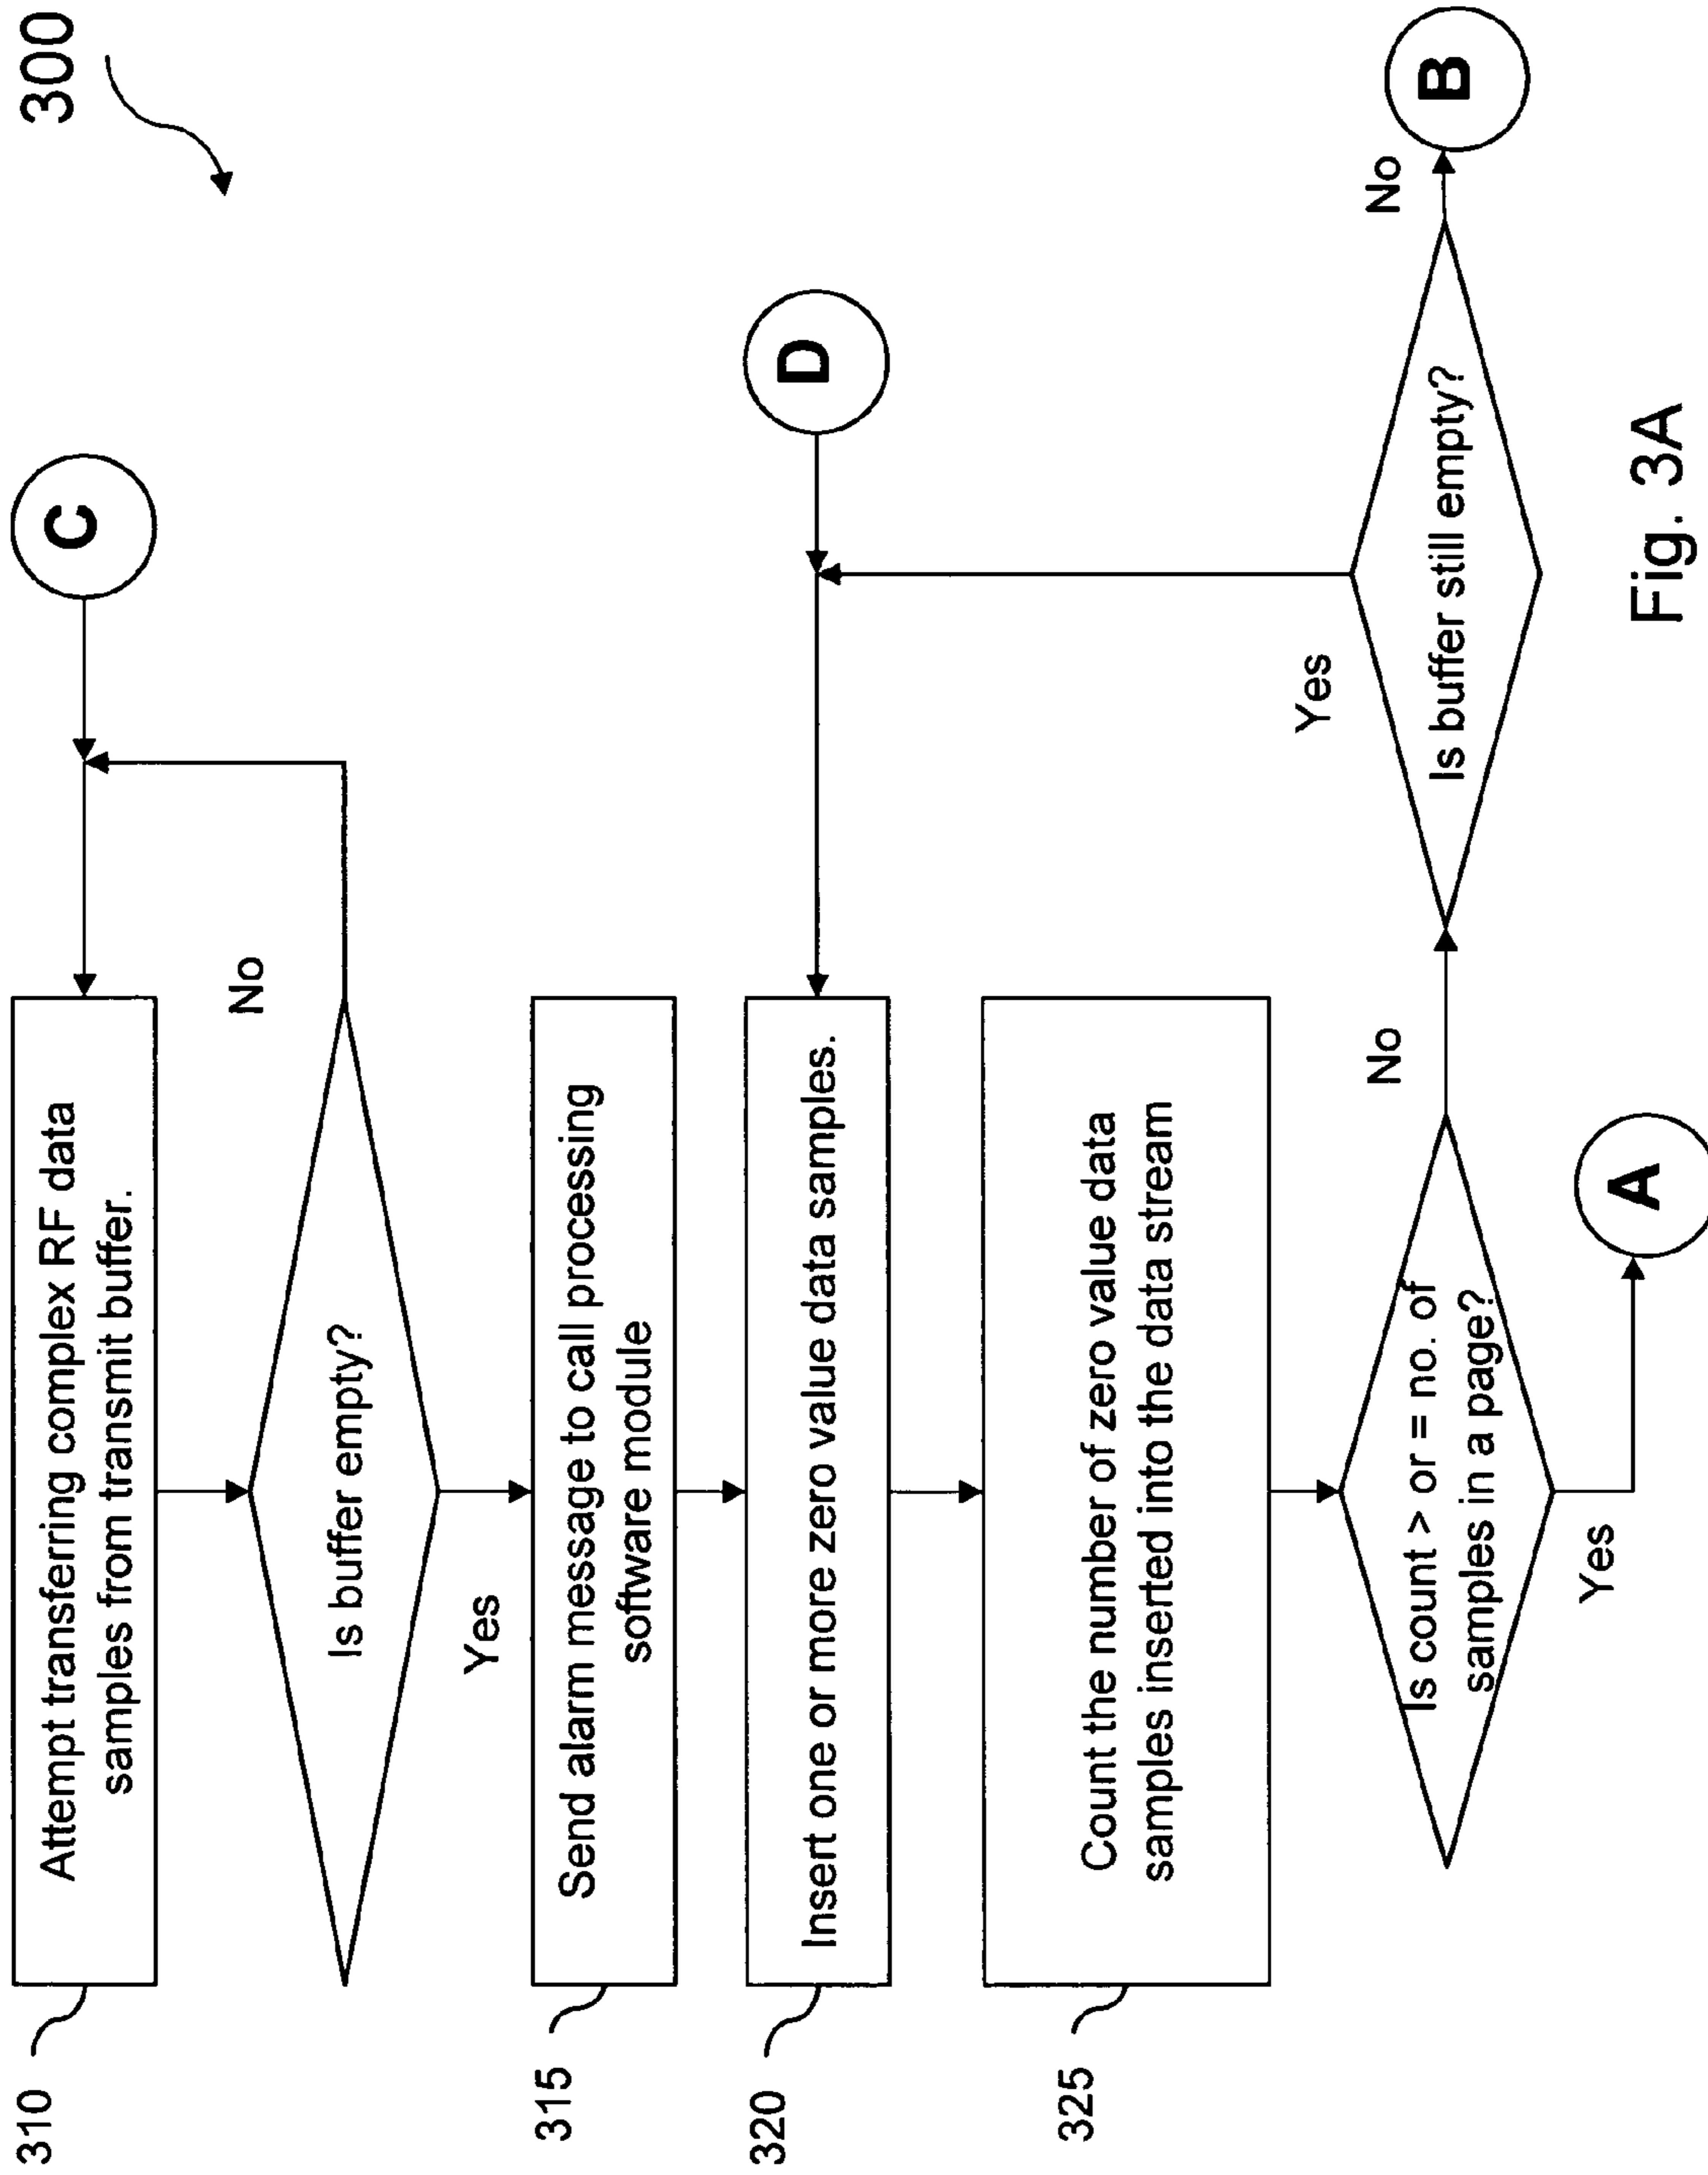 300
C
310
Attempt transferring complex RF data
samples from transmit buffer.
No
Is buffer empty?
Yes
315
Send alarm message to call processing
software module
D
320
Insert one or more zero value data samples.
325
Count the number of zero value data
samples inserted into the data stream
Yes
No
No
Is count > or = no. of
samples in a page?
Is buffer still empty?
B
Yes
A
Fig. 3A